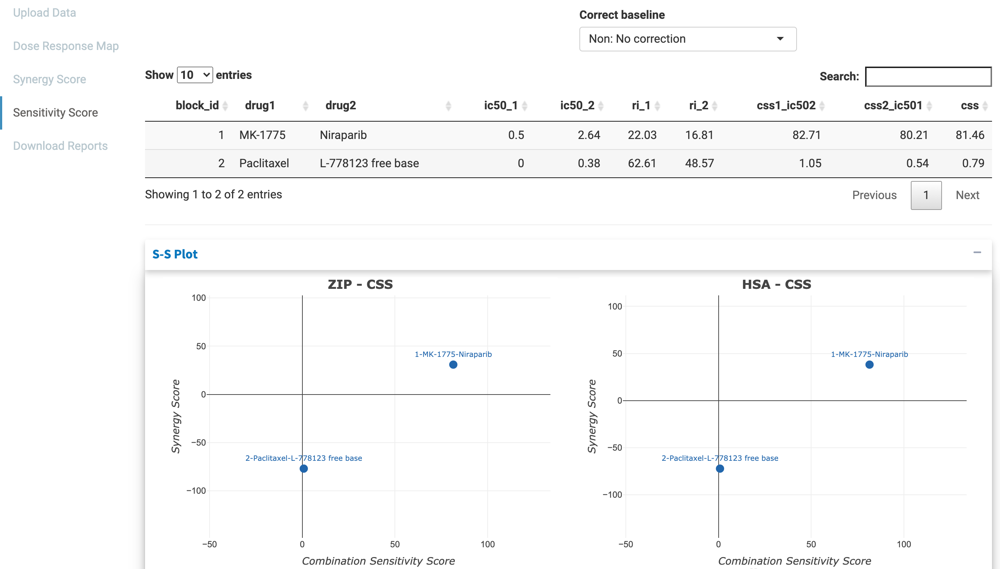 Upload Data
Dose Response Map
Synergy Score
Sensitivity Score
Download Reports
Correct baseline
Non: No correction
Show 10 entries
Search:
block_id drug1 drug2 ic50_1 ic50_2 ri_1 ri_2 css1_ic502 css2_ic501 css
1 MK-1775 Niraparib 0.5 2.64 22.03 16.81 82.71 80.21 81.46
2 Paclitaxel L-778123 free base 0 0.38 62.61 48.57 1.05 0.54 0.79
Showing 1 to 2 of 2 entries
Previous 1 Next
S-S Plot
ZIP - CSS
100
50
0
−50
−100
Synergy Score
1-MK-1775-Niraparib
2-Paclitaxel-L-778123 free base
−50 0 50 100
Combination Sensitivity Score
HSA - CSS
100
50
0
−50
−100
Synergy Score
1-MK-1775-Niraparib
2-Paclitaxel-L-778123 free base
−50 0 50 100
Combination Sensitivity Score